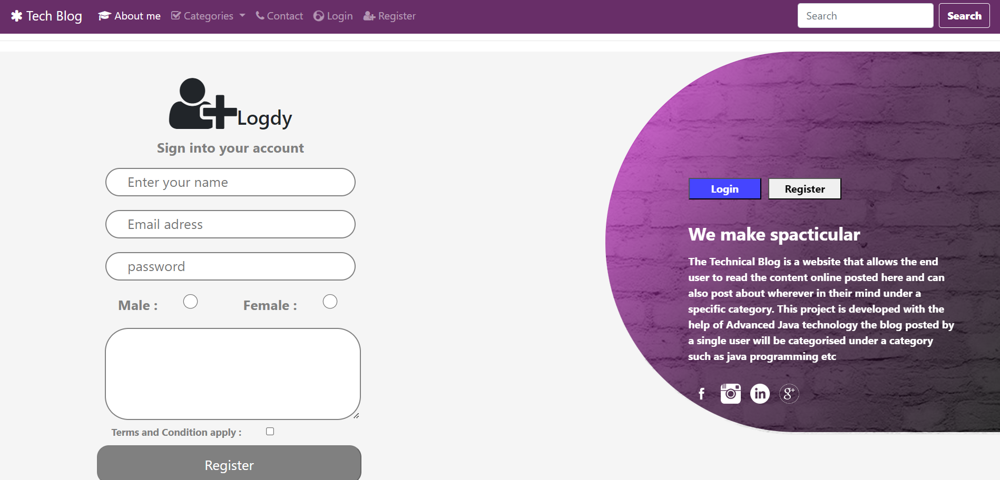 Tech Blog About me Categories Contact Login Register Search Search
Logdy
Sign into your account
Enter your name
Email adress
password
Male : Female :
Terms and Condition apply :
Register
Login Register
We make spacticular
The Technical Blog is a website that allows the end
user to read the content online posted here and can
also post about wherever in their mind under a
specific category. This project is developed with the
help of Advanced Java technology the blog posted by
a single user will be categorised under a category
such as java programming etc
f in g+